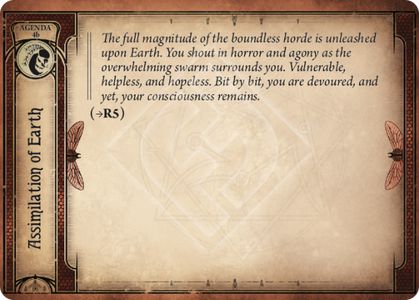 AGENDA
4b
Assimilation of Earth
The full magnitude of the boundless horde is unleashed
upon Earth. You shout in horror and agony as the
overwhelming swarm surrounds you. Vulnerable,
helpless, and hopeless. Bit by bit, you are devoured, and
yet, your consciousness remains.
(→R5)